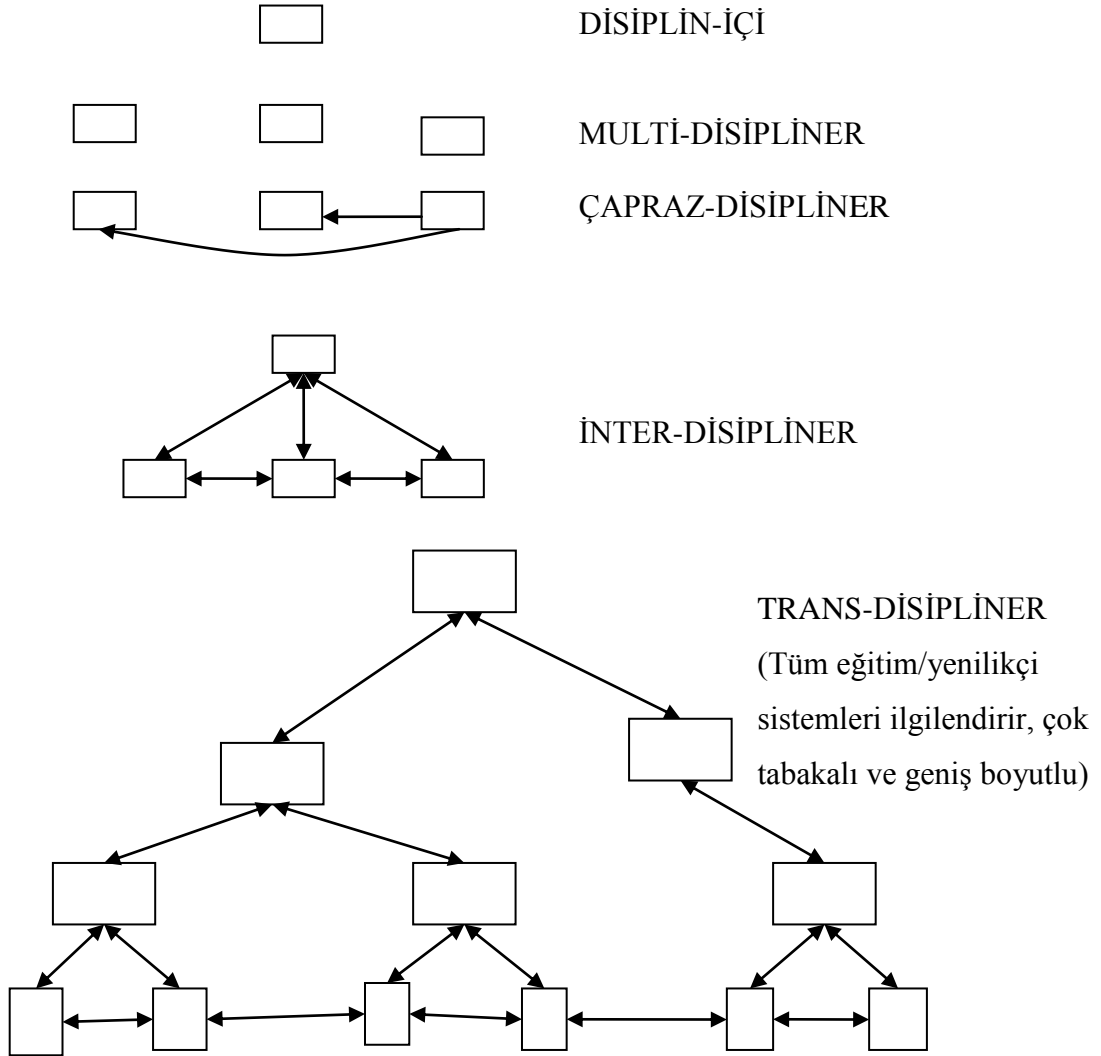 DİSİPLİN-İÇİ
MULTİ-DİSİPLİNER
ÇAPRAZ-DİSİPLİNER
İNTER-DİSİPLİNER
TRANS-DİSİPLİNER
(Tüm eğitim/yenilikçi
sistemleri ilgilendirir, çok
tabakalı ve geniş boyutlu)